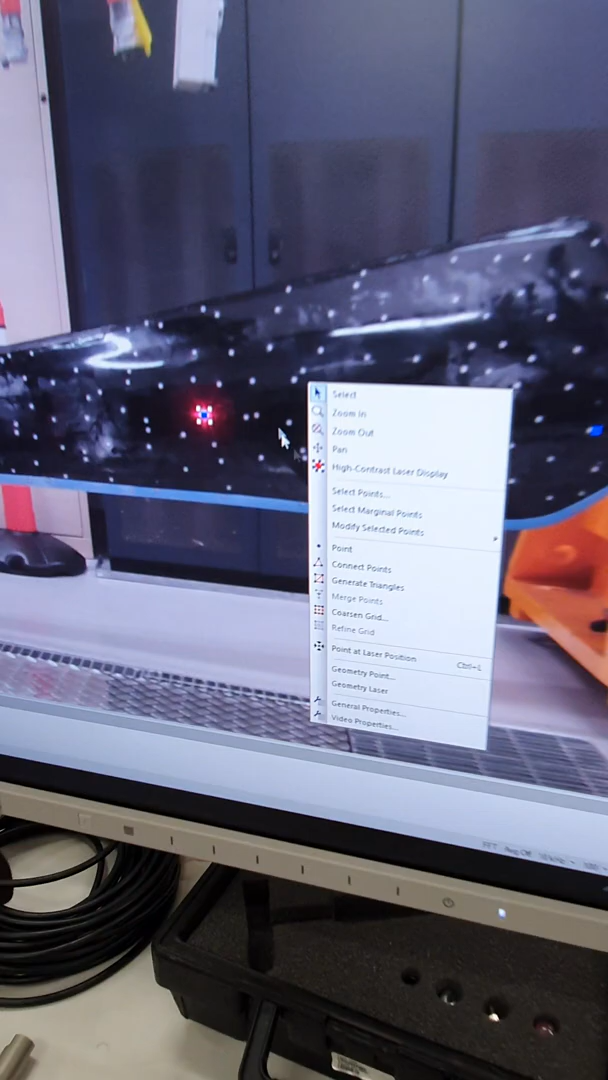 Select
Zoom In
Zoom Out
Pan
High-Contrast Laser Display
Select Points...
Select Marginal Points
Modify Selected Points
Point
Connect Points
Generate Triangles
Merge Points
Coarsen Grid...
Refine Grid
Point at Laser Position Ctrl+L
Geometry Point...
Geometry Laser
General Properties...
Video Properties...